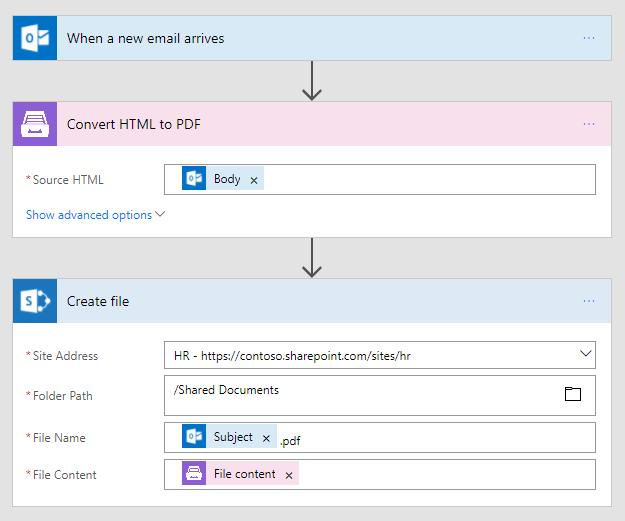 When a new email arrives ...
Convert HTML to PDF ...
* Source HTML Body ×
Show advanced options
Create file ...
* Site Address HR - https://contoso.sharepoint.com/sites/hr
* Folder Path /Shared Documents
* File Name Subject × .pdf
* File Content File content ×